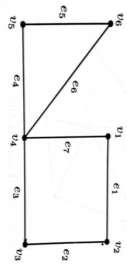 v₅ e₅ v₆
e₄ e₆
v₄ e₇ v₁
e₃ e₁
v₃ e₂ v₂